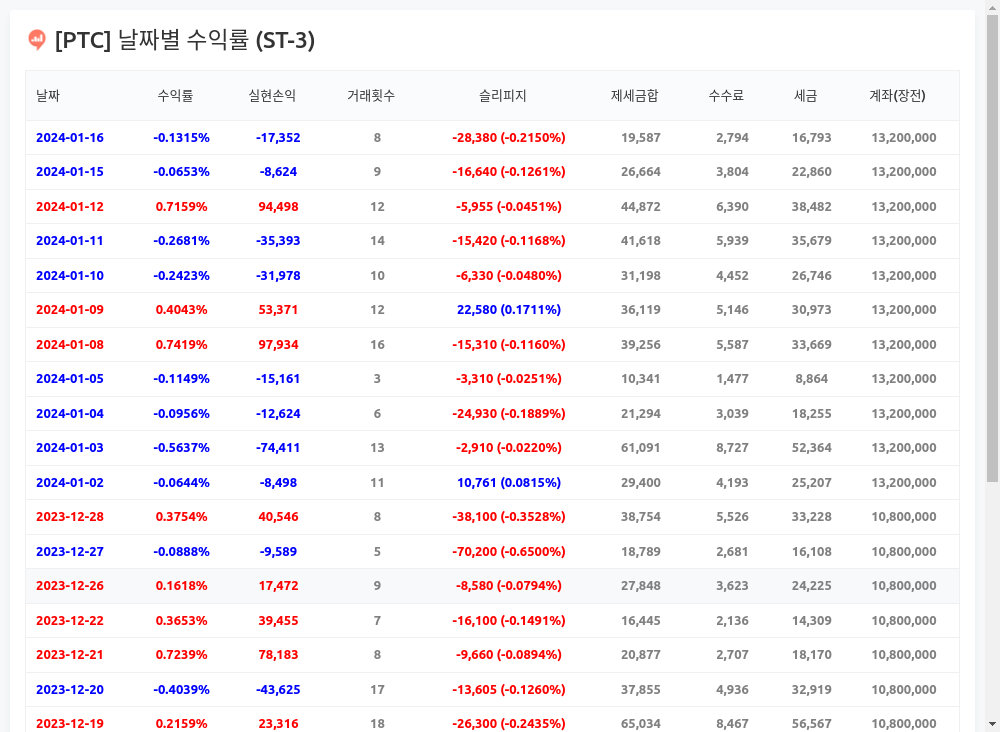 [PTC] 날짜별 수익률 (ST-3)
날짜 수익률 실현손익 거래횟수 슬리피지 제세금합 수수료 세금 계좌(장전)
2024-01-16 -0.1315% -17,352 8 -28,380 (-0.2150%) 19,587 2,794 16,793 13,200,000
2024-01-15 -0.0653% -8,624 9 -16,640 (-0.1261%) 26,664 3,804 22,860 13,200,000
2024-01-12 0.7159% 94,498 12 -5,955 (-0.0451%) 44,872 6,390 38,482 13,200,000
2024-01-11 -0.2681% -35,393 14 -15,420 (-0.1168%) 41,618 5,939 35,679 13,200,000
2024-01-10 -0.2423% -31,978 10 -6,330 (-0.0480%) 31,198 4,452 26,746 13,200,000
2024-01-09 0.4043% 53,371 12 22,580 (0.1711%) 36,119 5,146 30,973 13,200,000
2024-01-08 0.7419% 97,934 16 -15,310 (-0.1160%) 39,256 5,587 33,669 13,200,000
2024-01-05 -0.1149% -15,161 3 -3,310 (-0.0251%) 10,341 1,477 8,864 13,200,000
2024-01-04 -0.0956% -12,624 6 -24,930 (-0.1889%) 21,294 3,039 18,255 13,200,000
2024-01-03 -0.5637% -74,411 13 -2,910 (-0.0220%) 61,091 8,727 52,364 13,200,000
2024-01-02 -0.0644% -8,498 11 10,761 (0.0815%) 29,400 4,193 25,207 13,200,000
2023-12-28 0.3754% 40,546 8 -38,100 (-0.3528%) 38,754 5,526 33,228 10,800,000
2023-12-27 -0.0888% -9,589 5 -70,200 (-0.6500%) 18,789 2,681 16,108 10,800,000
2023-12-26 0.1618% 17,472 9 -8,580 (-0.0794%) 27,848 3,623 24,225 10,800,000
2023-12-22 0.3653% 39,455 7 -16,100 (-0.1491%) 16,445 2,136 14,309 10,800,000
2023-12-21 0.7239% 78,183 8 -9,660 (-0.0894%) 20,877 2,707 18,170 10,800,000
2023-12-20 -0.4039% -43,625 17 -13,605 (-0.1260%) 37,855 4,936 32,919 10,800,000
2023-12-19 0.2159% 23,316 18 -26,300 (-0.2435%) 65,034 8,467 56,567 10,800,000